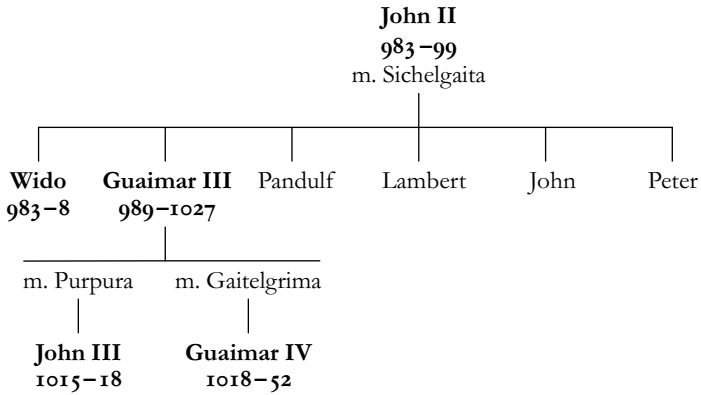 John II
983–99
m. Sichelgaita
Wido Guaimar III Pandulf Lambert John Peter
983–8 989–1027
m. Purpura m. Gaitelgrima
John III Guaimar IV
1015–18 1018–52